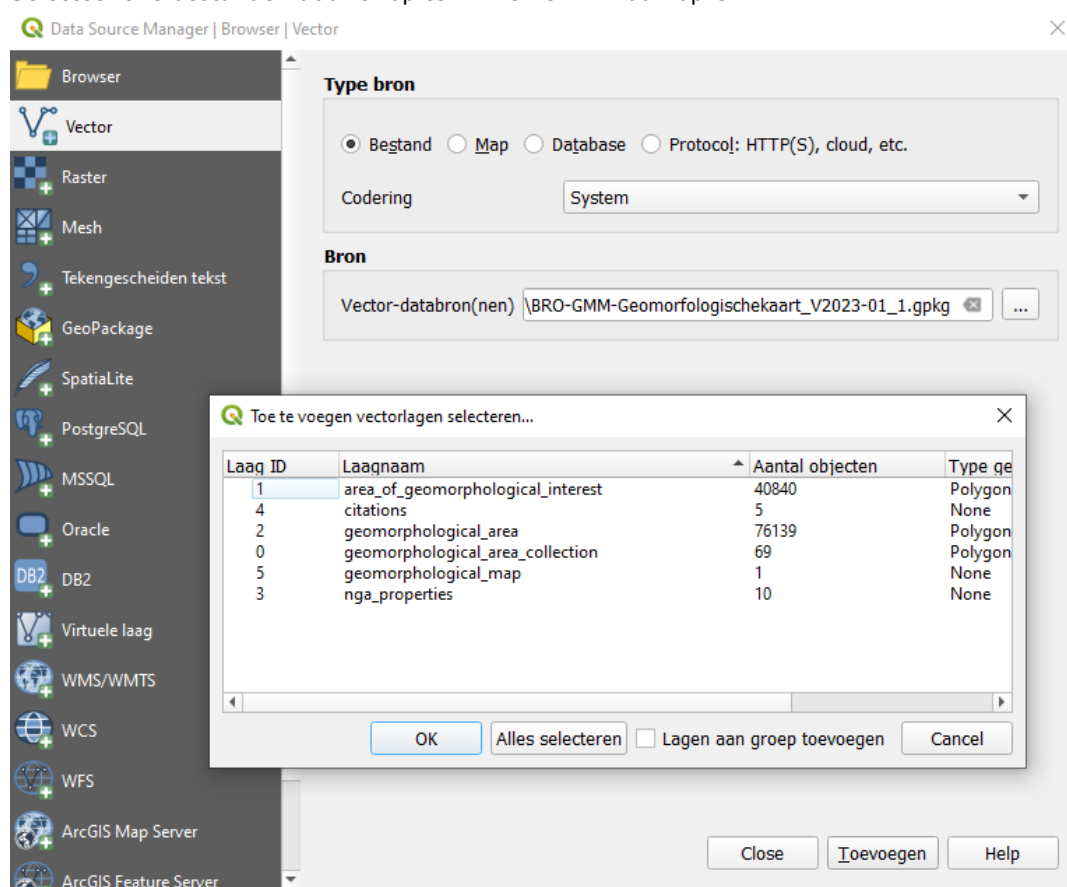 Data Source Manager | Browser | Vector
Browser
Vector
Raster
Mesh
Tekengescheiden tekst
GeoPackage
SpatiaLite
PostgreSQL
MSSQL
Oracle
DB2
DB2
Virtuele laag
WMS/WMTS
WCS
WFS
ArcGIS Map Server
ArcGIS Feature Server
Type bron
Bestand Map Database Protocol: HTTP(S), cloud, etc.
Codering System
Bron
Vector-databron(nen) \BRO-GMM-Geomorfologischekaart_V2023-01_1.gpkg ...
Toe te voegen vectorlagen selecteren...
Laag ID Laagnaam Aantal objecten Type ge
1 area_of_geomorphological_interest 40840 Polygon
4 citations 5 None
2 geomorphological_area 76139 Polygon
0 geomorphological_area_collection 69 Polygon
5 geomorphological_map 1 None
3 nga_properties 10 None
OK Alles selecteren Lagen aan groep toevoegen Cancel
Close Toevoegen Help